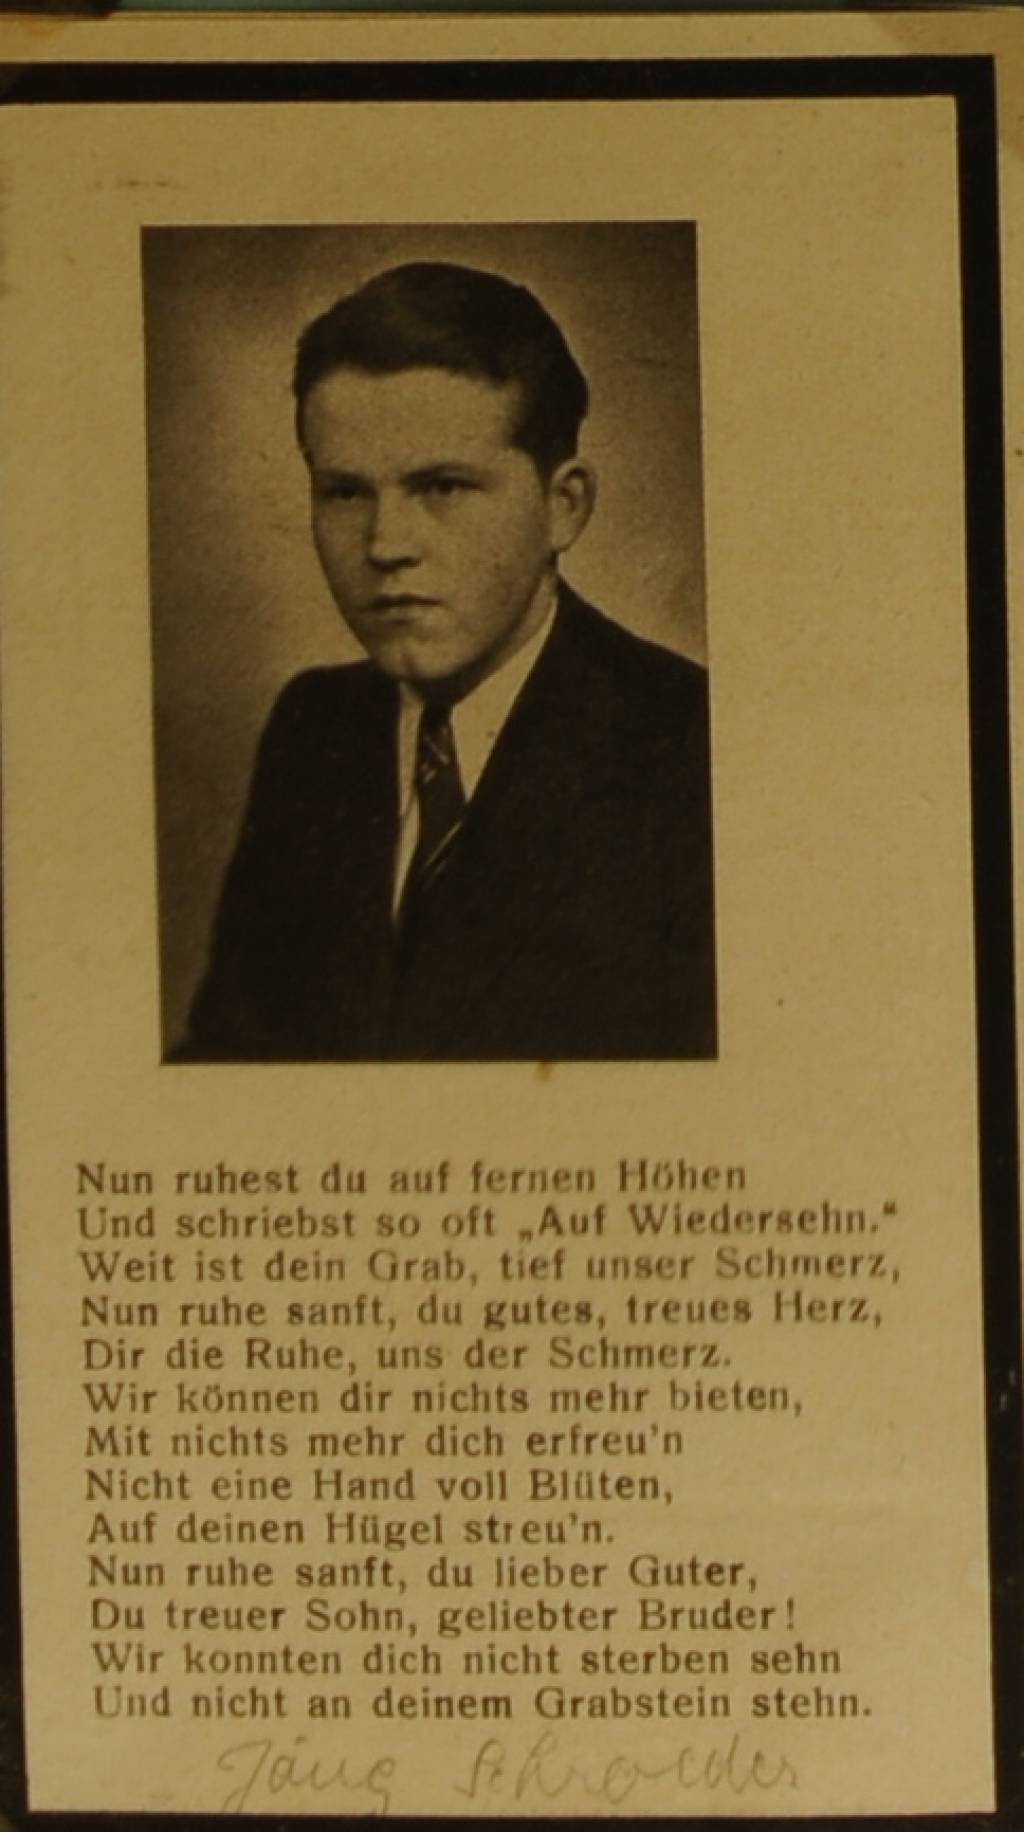 Nun ruhest du auf fernen Höhen
Und schriebst so oft „Auf Wiedersehn.“
Weit ist dein Grab, tief unser Schmerz,
Nun ruhe sanft, du gutes, treues Herz,
Dir die Ruhe, uns der Schmerz.
Wir können dir nichts mehr bieten,
Mit nichts mehr dich erfreu'n
Nicht eine Hand voll Blüten,
Auf deinen Hügel streu'n.
Nun ruhe sanft, du lieber Guter,
Du treuer Sohn, geliebter Bruder!
Wir konnten dich nicht sterben sehn
Und nicht an deinem Grabstein stehn.
Schroeder